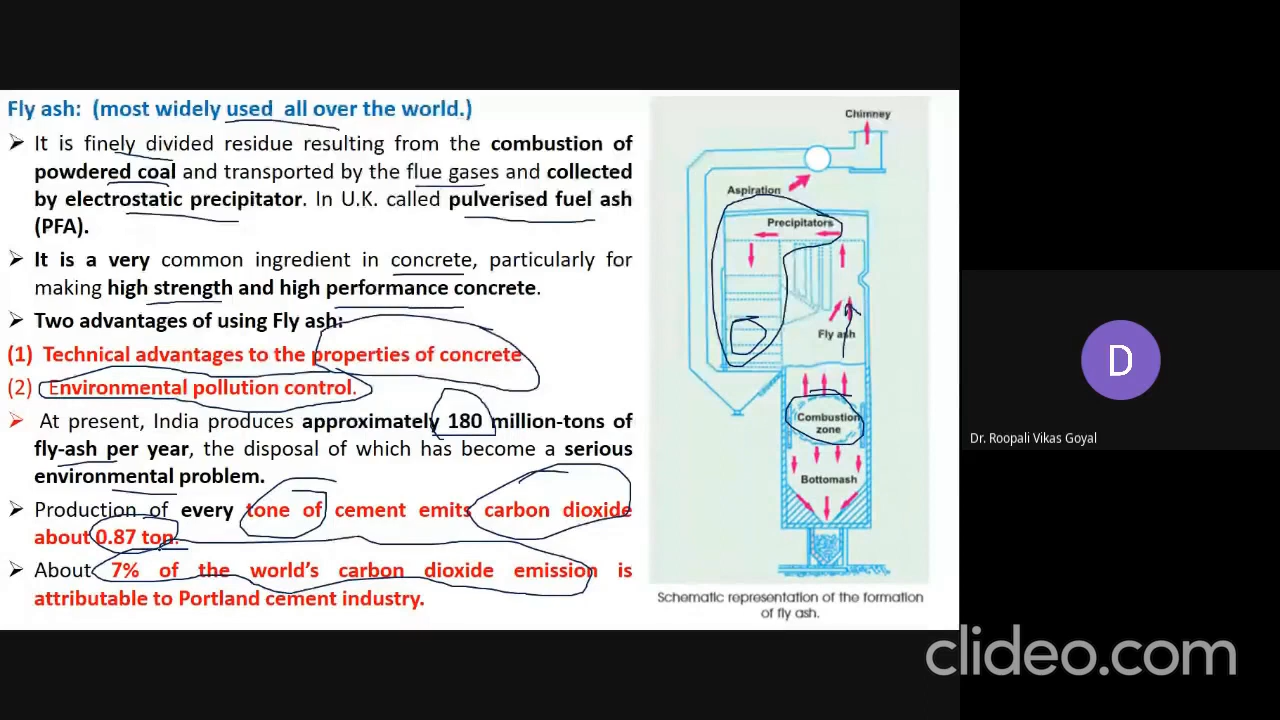 Fly ash: (most widely used all over the world.)
➢ It is finely divided residue resulting from the combustion of
powdered coal and transported by the flue gases and collected
by electrostatic precipitator. In U.K. called pulverised fuel ash
(PFA).
➢ It is a very common ingredient in concrete, particularly for
making high strength and high performance concrete.
➢ Two advantages of using Fly ash:
(1) Technical advantages to the properties of concrete
(2) Environmental pollution control.
➢ At present, India produces approximately 180 million-tons of
fly-ash per year, the disposal of which has become a serious
environmental problem.
➢ Production of every tone of cement emits carbon dioxide
about 0.87 ton.
➢ About 7% of the world's carbon dioxide emission is
attributable to Portland cement industry.
Chimney
Aspiration
Precipitators
Fly ash
Combustion
zone
Bottomash
Schematic representation of the formation
of fly ash.
D
Dr. Roopali Vikas Goyal
clideo.com